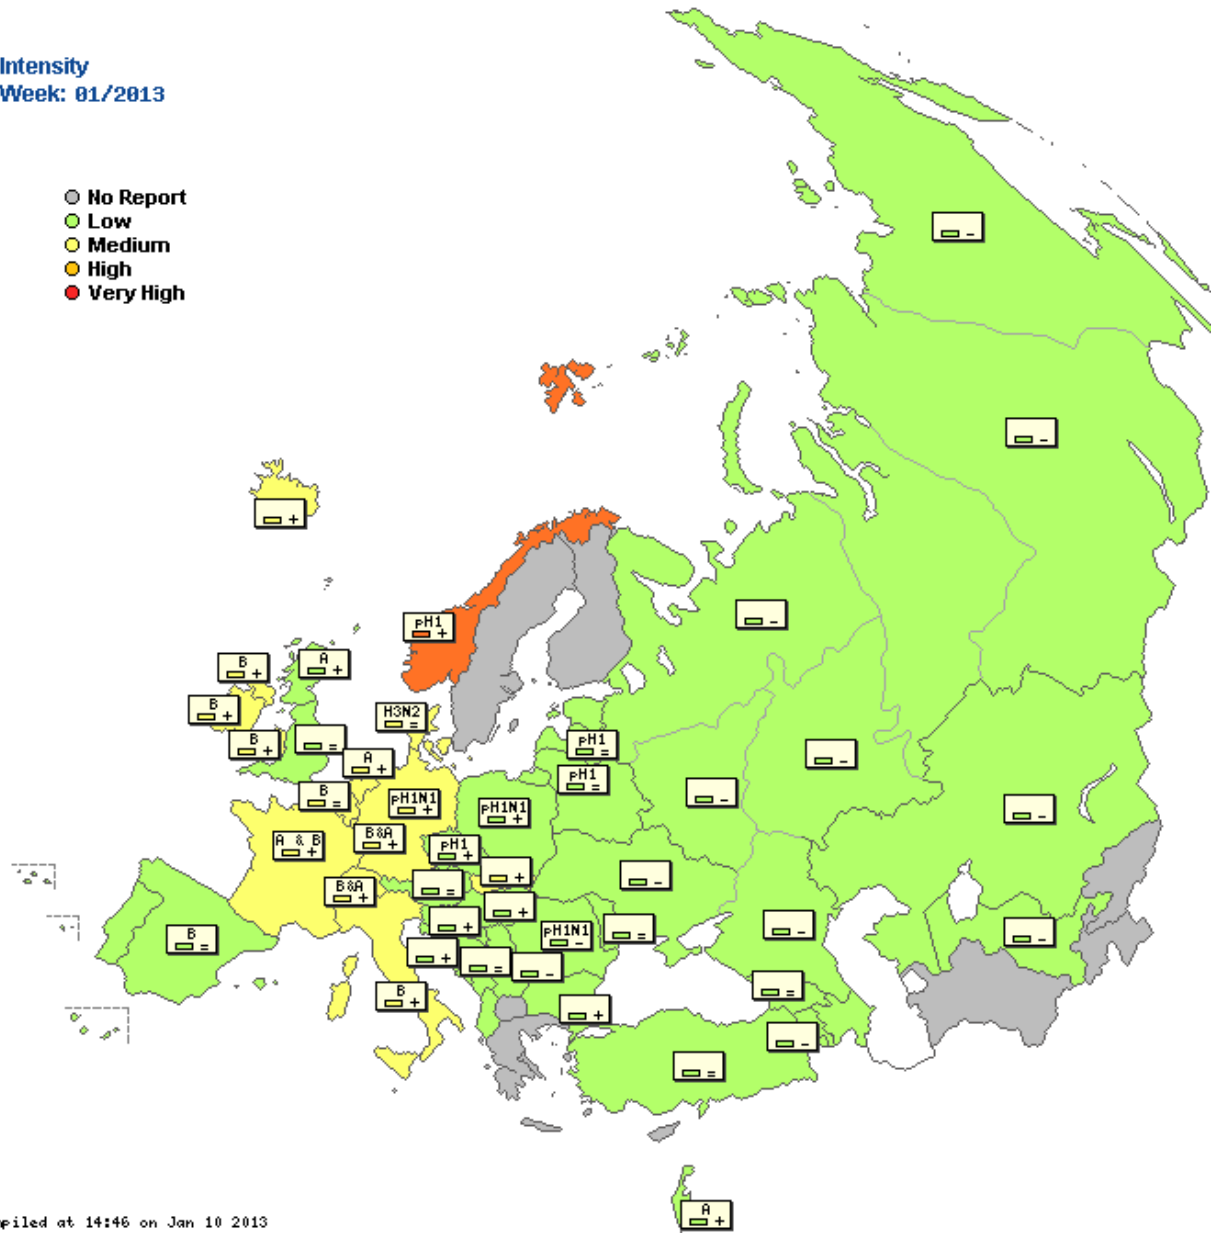 Intensity
Week: 01/2013
No Report
Low
Medium
High
Very High
-
-
+
pH1
+
-
B
+
A
+
B
+
H3N2
=
B
+
=
pH1
=
A
+
-
pH1
=
-
B
=
pH1N1
+
pH1N1
+
-
A & B
+
B&A
+
pH1
+
+
-
B&A
+
=
+
B
=
+
pH1N1
-
=
-
-
+
=
-
=
B
+
+
-
=
A
+
piled at 14:46 on Jan 10 2013